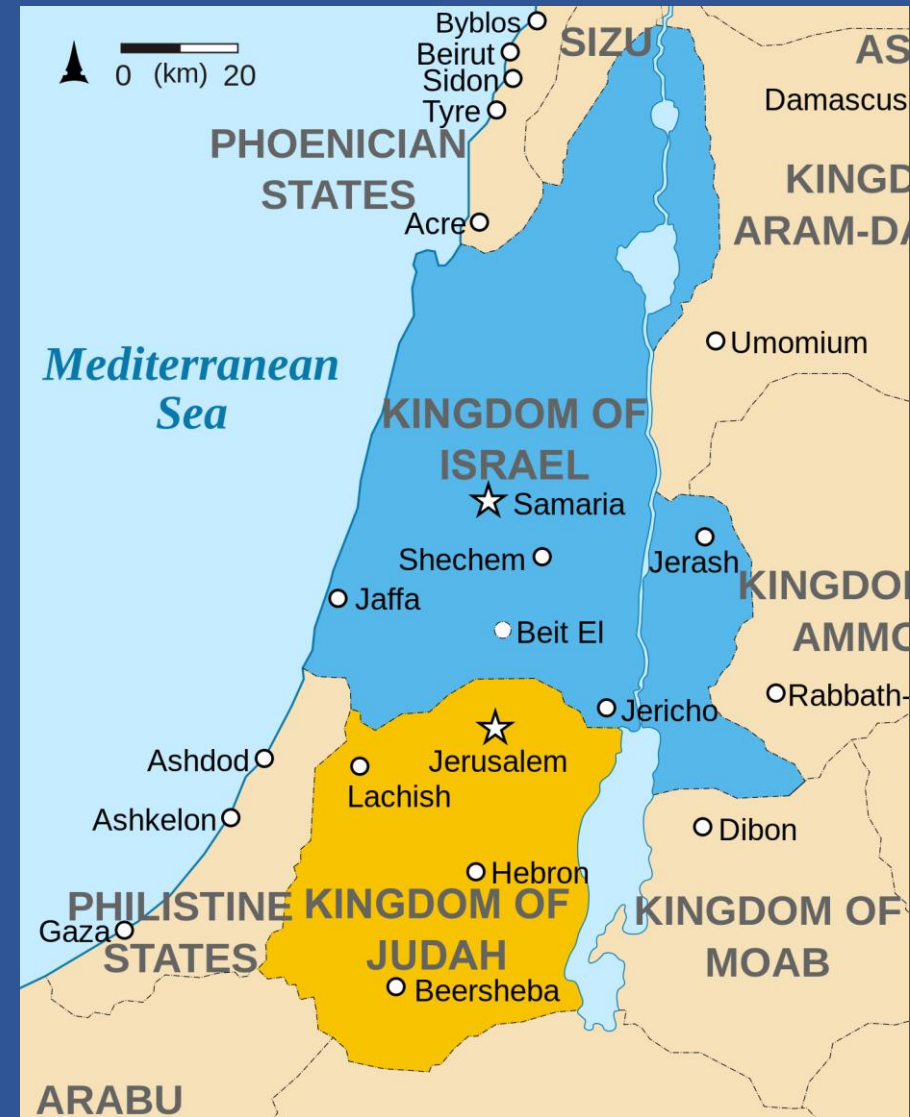 Byblos
SIZU
Beirut
AS
0 (km) 20
Sidon
Damascus
Tyre
PHOENICIAN
STATES
KINGD
Acre
ARAM-DA
Umomium
Mediterranean
Sea
KINGDOM OF
ISRAEL
Samaria
Shechem
Jerash
KINGDO
Jaffa
Beit El
AMMO
Rabbath-
Jericho
Ashdod
Jerusalem
Lachish
Ashkelon
Dibon
Hebron
PHILISTINE
STATES
KINGDOM OF
JUDAH
KINGDOM OF
MOAB
Gaza
Beersheba
ARABU